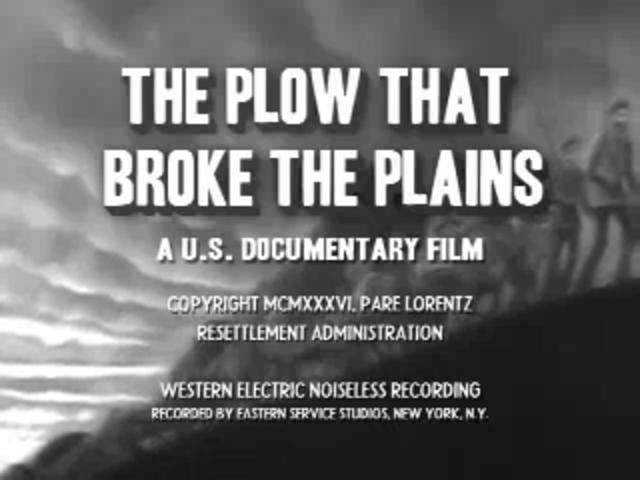 THE PLOW THAT
BROKE THE PLAINS
A U.S. DOCUMENTARY FILM
COPYRIGHT MCMXXXVI, PARE LORENTZ
RESETTLEMENT ADMINISTRATION
WESTERN ELECTRIC NOISELESS RECORDING
RECORDED BY EASTERN SERVICE STUDIOS, NEW YORK, N.Y.